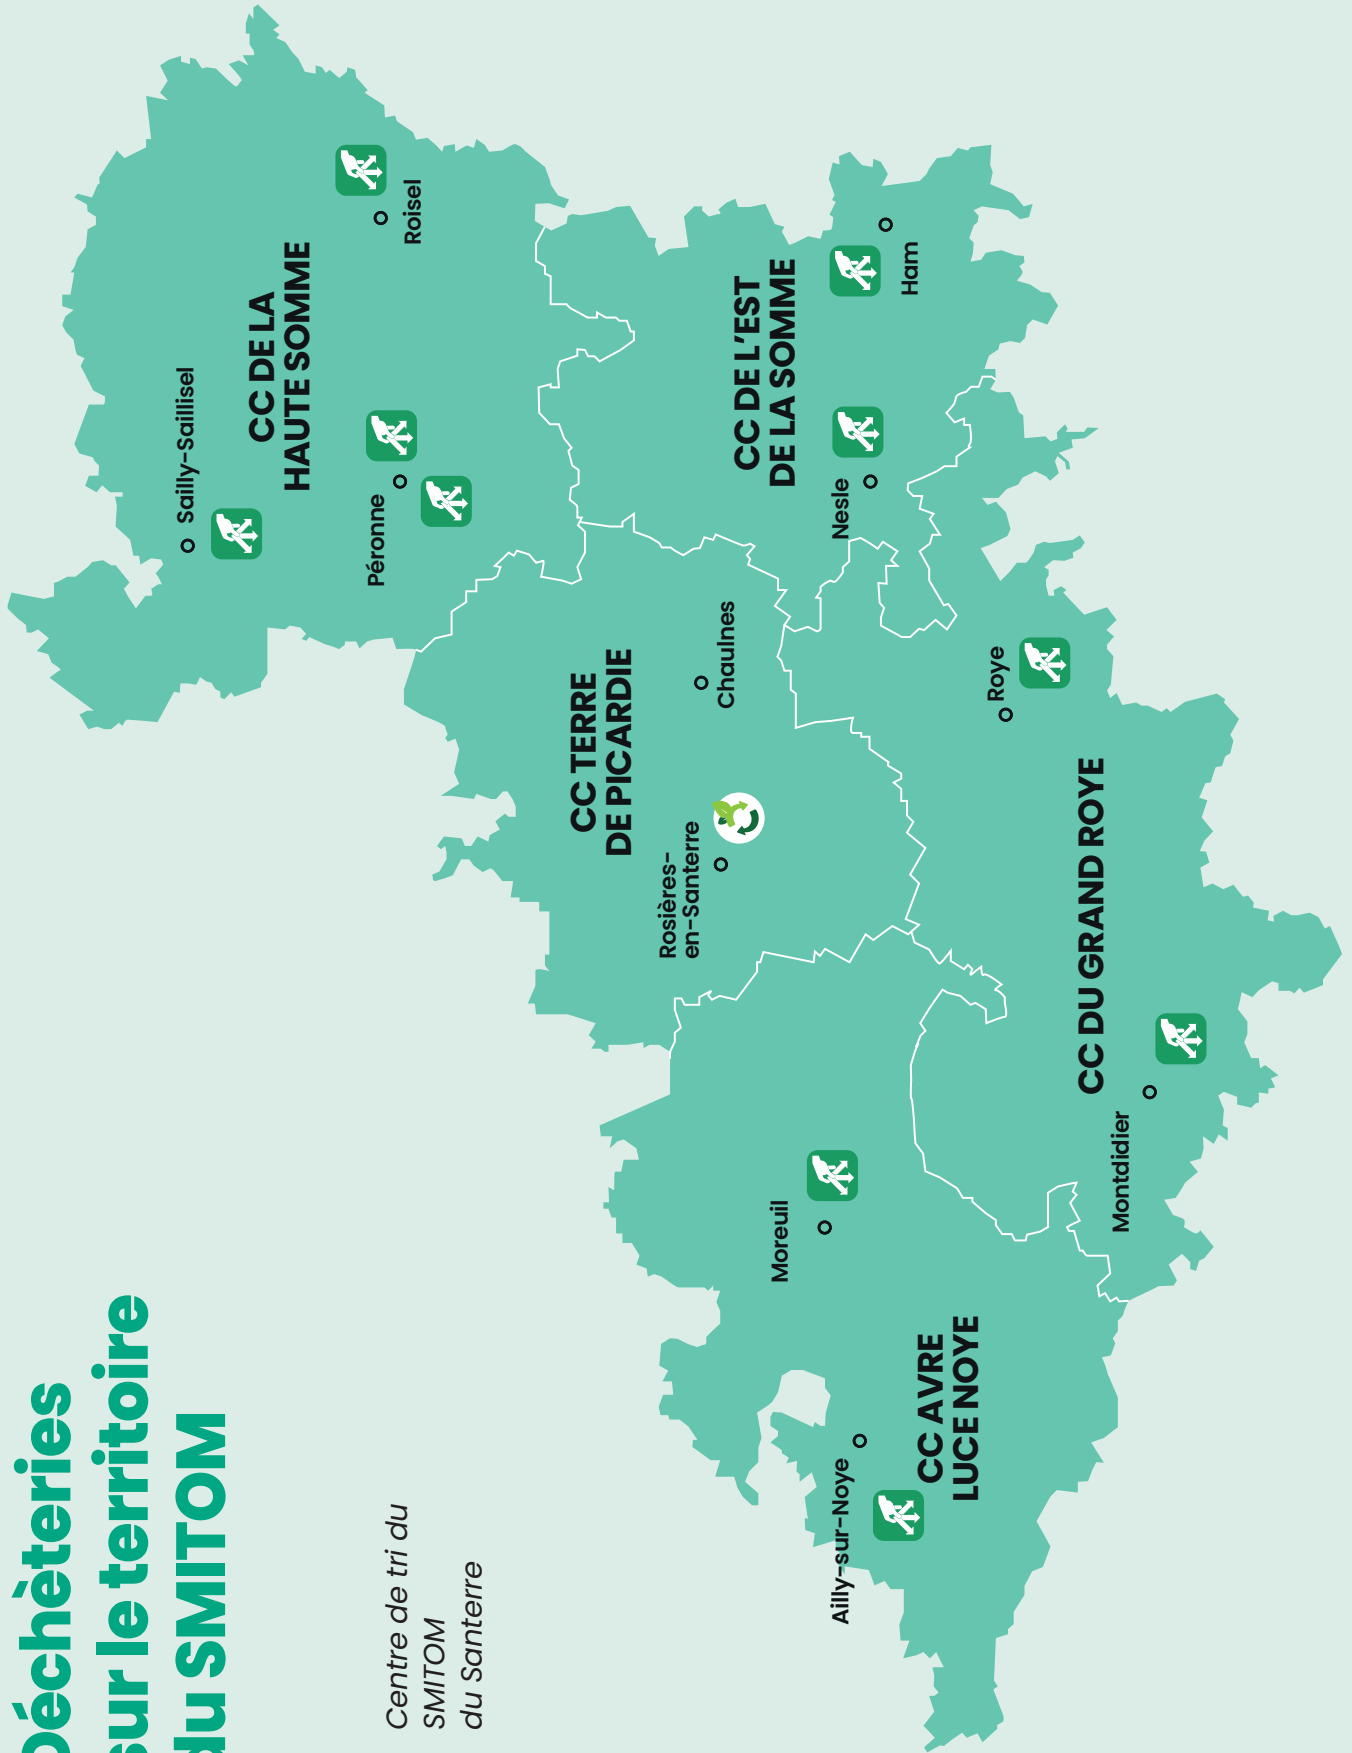 Déchèteries
sur le territoire
du SMITOM
Centre de tri du
SMITOM
du Santerre
Sailly-Saillisel
CC DE LA
HAUTE SOMME
Péronne
Roisel
CC TERRE
DE PICARDIE
Rosières-
en-Santerre
Chaulnes
CC DE L'EST
DE LA SOMME
Moreuil
Ailly-sur-Noye
Nesle
Ham
CC AVRE
LUCE NOYE
Roye
CC DU GRAND ROYE
Montdidier